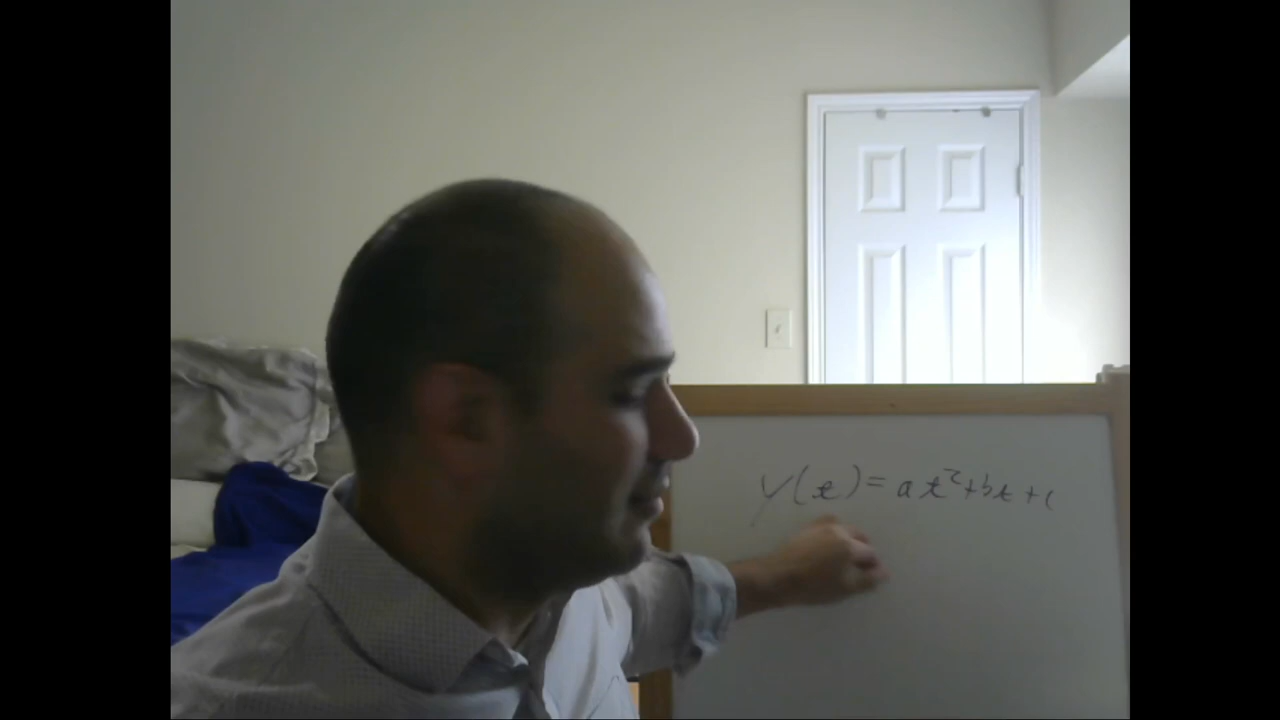 y(t) = at²+bt+c